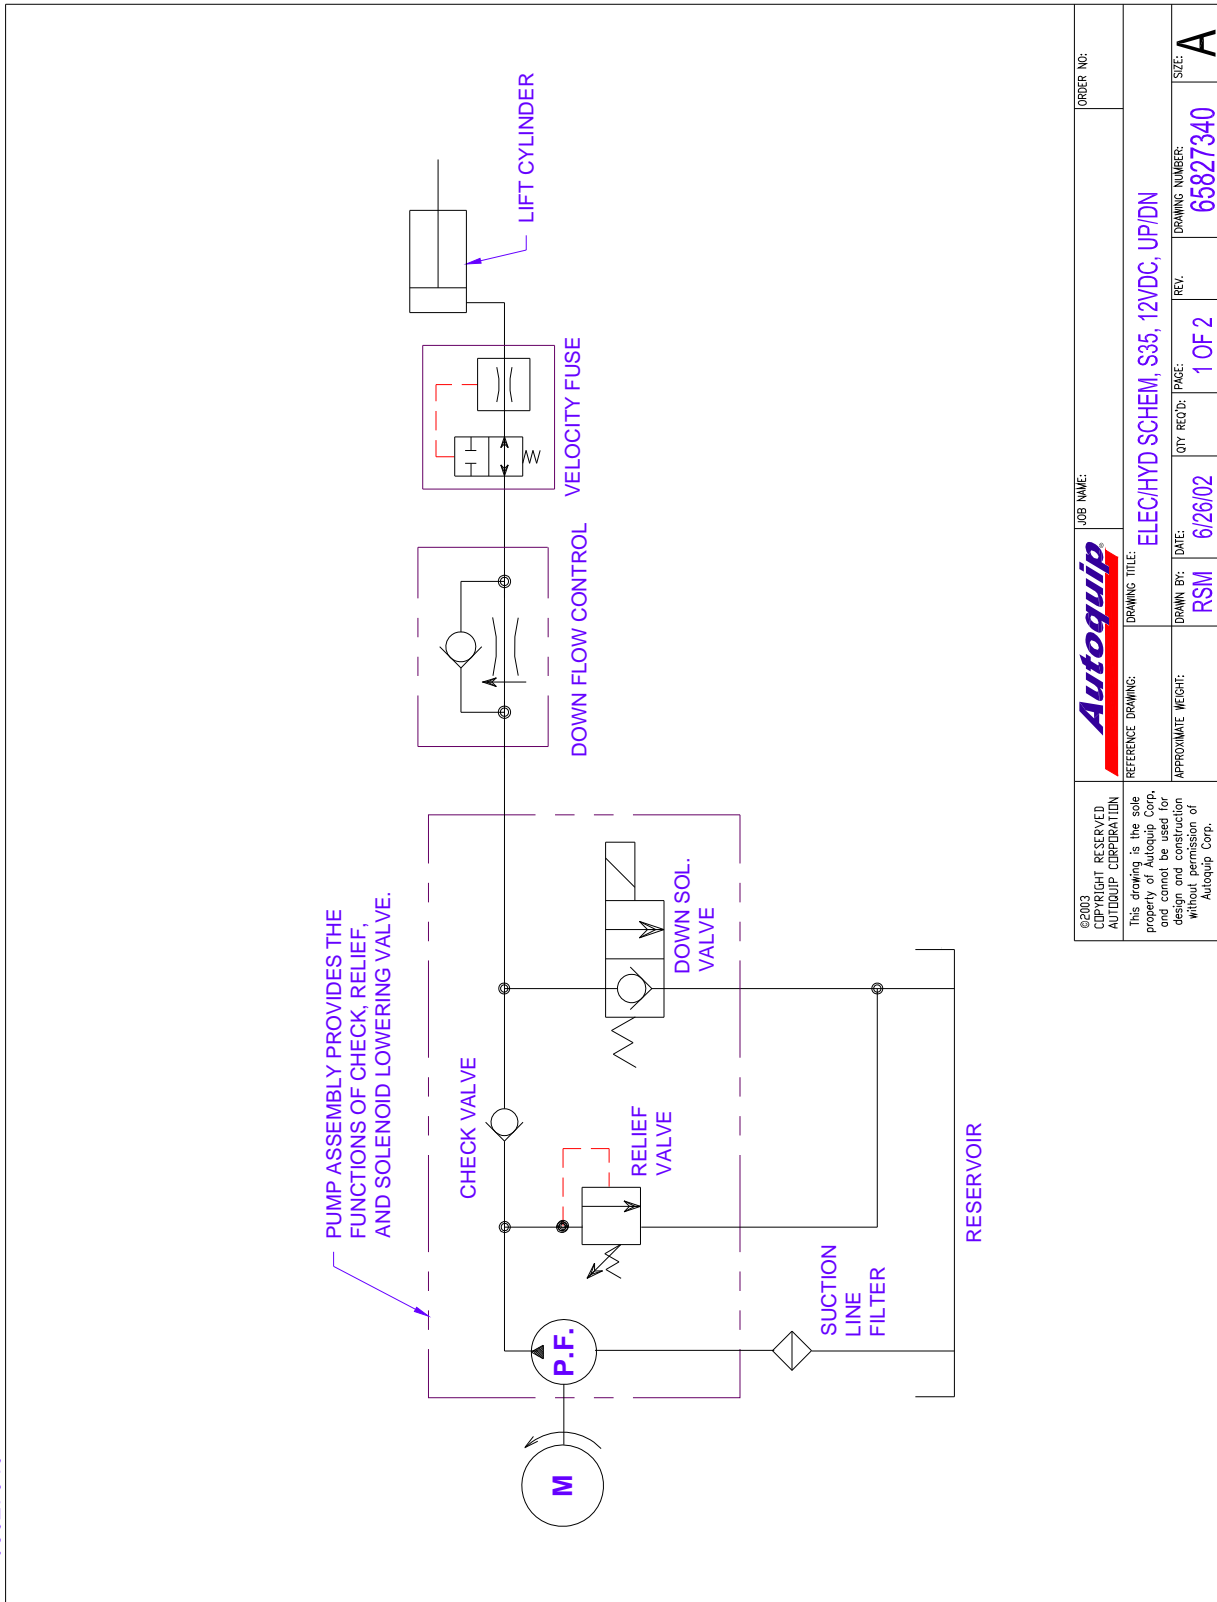 PUMP ASSEMBLY PROVIDES THE
FUNCTIONS OF CHECK, RELIEF,
AND SOLENOID LOWERING VALVE.
LIFT CYLINDER
VELOCITY FUSE
DOWN FLOW CONTROL
CHECK VALVE
DOWN SOL.
VALVE
RELIEF
VALVE
P.F.
M
SUCTION
LINE
FILTER
RESERVOIR
©2003
COPYRIGHT RESERVED
AUTOQUIP CORPORATION
This drawing is the sole
property of Autoquip Corp.
and cannot be used for
design and construction
without permission of
Autoquip Corp.
Autoquip®
JOB NAME:
ORDER NO:
REFERENCE DRAWING:
DRAWING TITLE:
ELEC/HYD SCHEM, S35, 12VDC, UP/DN
APPROXIMATE WEIGHT:
DRAWN BY:
RSM
DATE:
6/26/02
QTY REQ'D:
PAGE:
1 OF 2
REV.
DRAWING NUMBER:
65827340
SIZE:
A